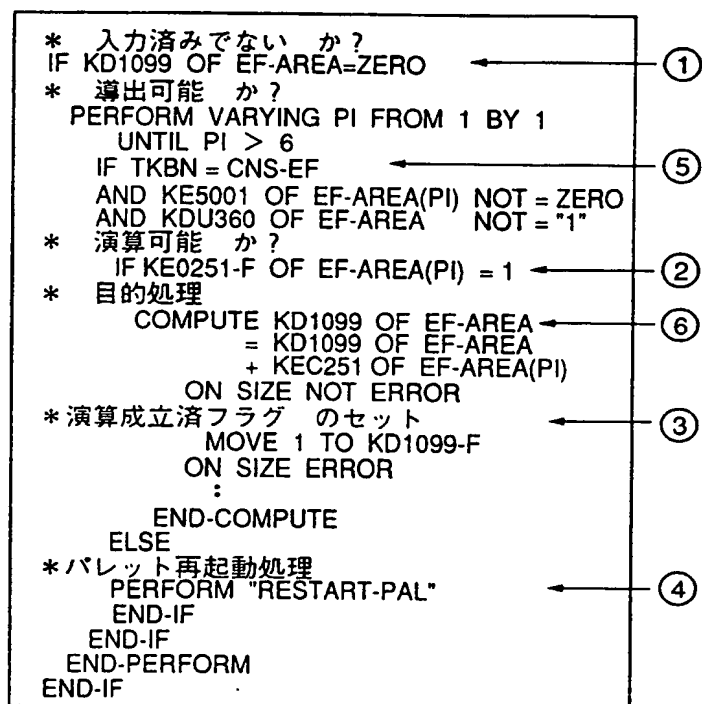 * 入力済みでない か?
IF KD1099 OF EF-AREA=ZERO ①
* 導出可能 か?
PERFORM VARYING PI FROM 1 BY 1
UNTIL PI > 6
IF TKBN = CNS-EF ⑤
AND KE5001 OF EF-AREA(PI) NOT = ZERO
AND KDU360 OF EF-AREA NOT = "1"
* 演算可能 か?
IF KE0251-F OF EF-AREA(PI) = 1 ②
* 目的処理
COMPUTE KD1099 OF EF-AREA ⑥
= KD1099 OF EF-AREA
+ KEC251 OF EF-AREA(PI)
ON SIZE NOT ERROR
*演算成立済フラグ のセット ③
MOVE 1 TO KD1099-F
ON SIZE ERROR
:
END-COMPUTE
ELSE
*パレット再起動処理
PERFORM "RESTART-PAL" ④
END-IF
END-IF
END-PERFORM
END-IF